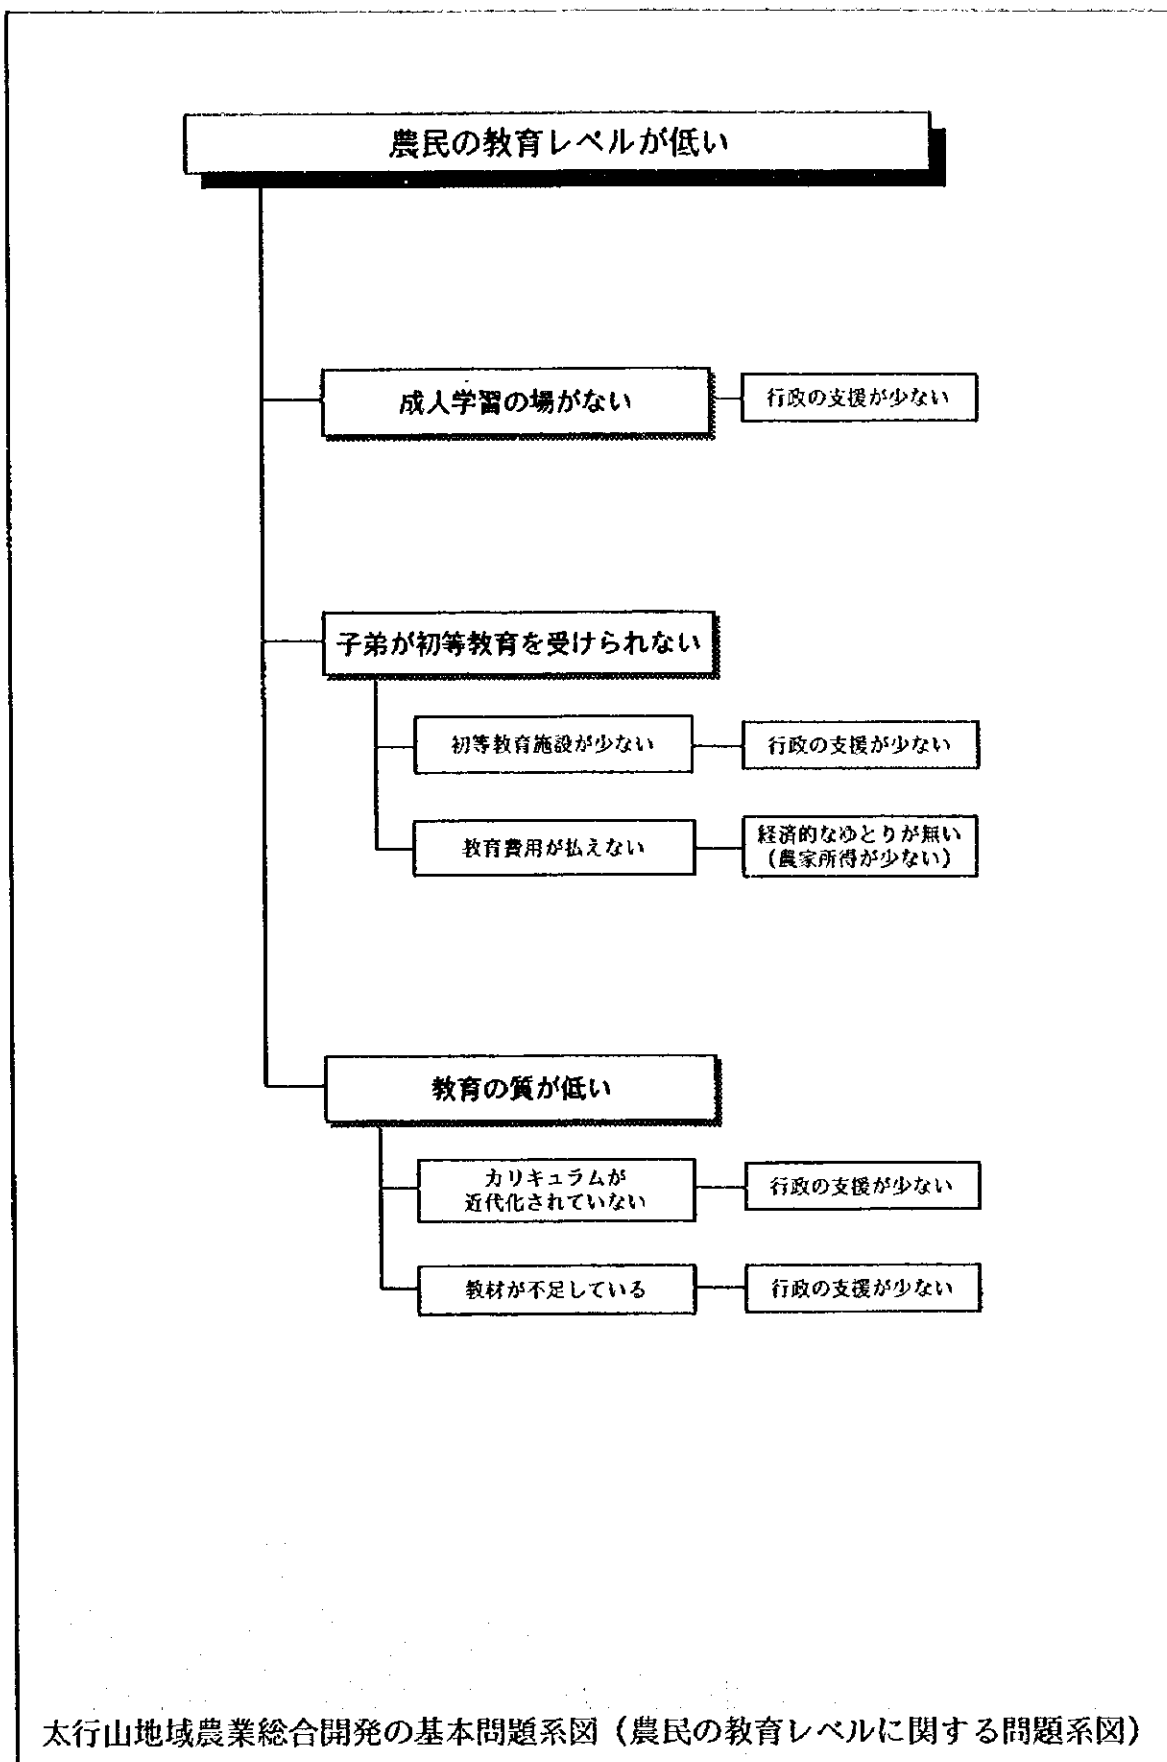 農民の教育レベルが低い
成人学習の場がない
行政の支援が少ない
子弟が初等教育を受けられない
初等教育施設が少ない
行政の支援が少ない
教育費用が払えない
経済的なゆとりが無い
（農家所得が少ない）
教育の質が低い
カリキュラムが
近代化されていない
行政の支援が少ない
教材が不足している
行政の支援が少ない
太行山地域農業総合開発の基本問題系図（農民の教育レベルに関する問題系図）